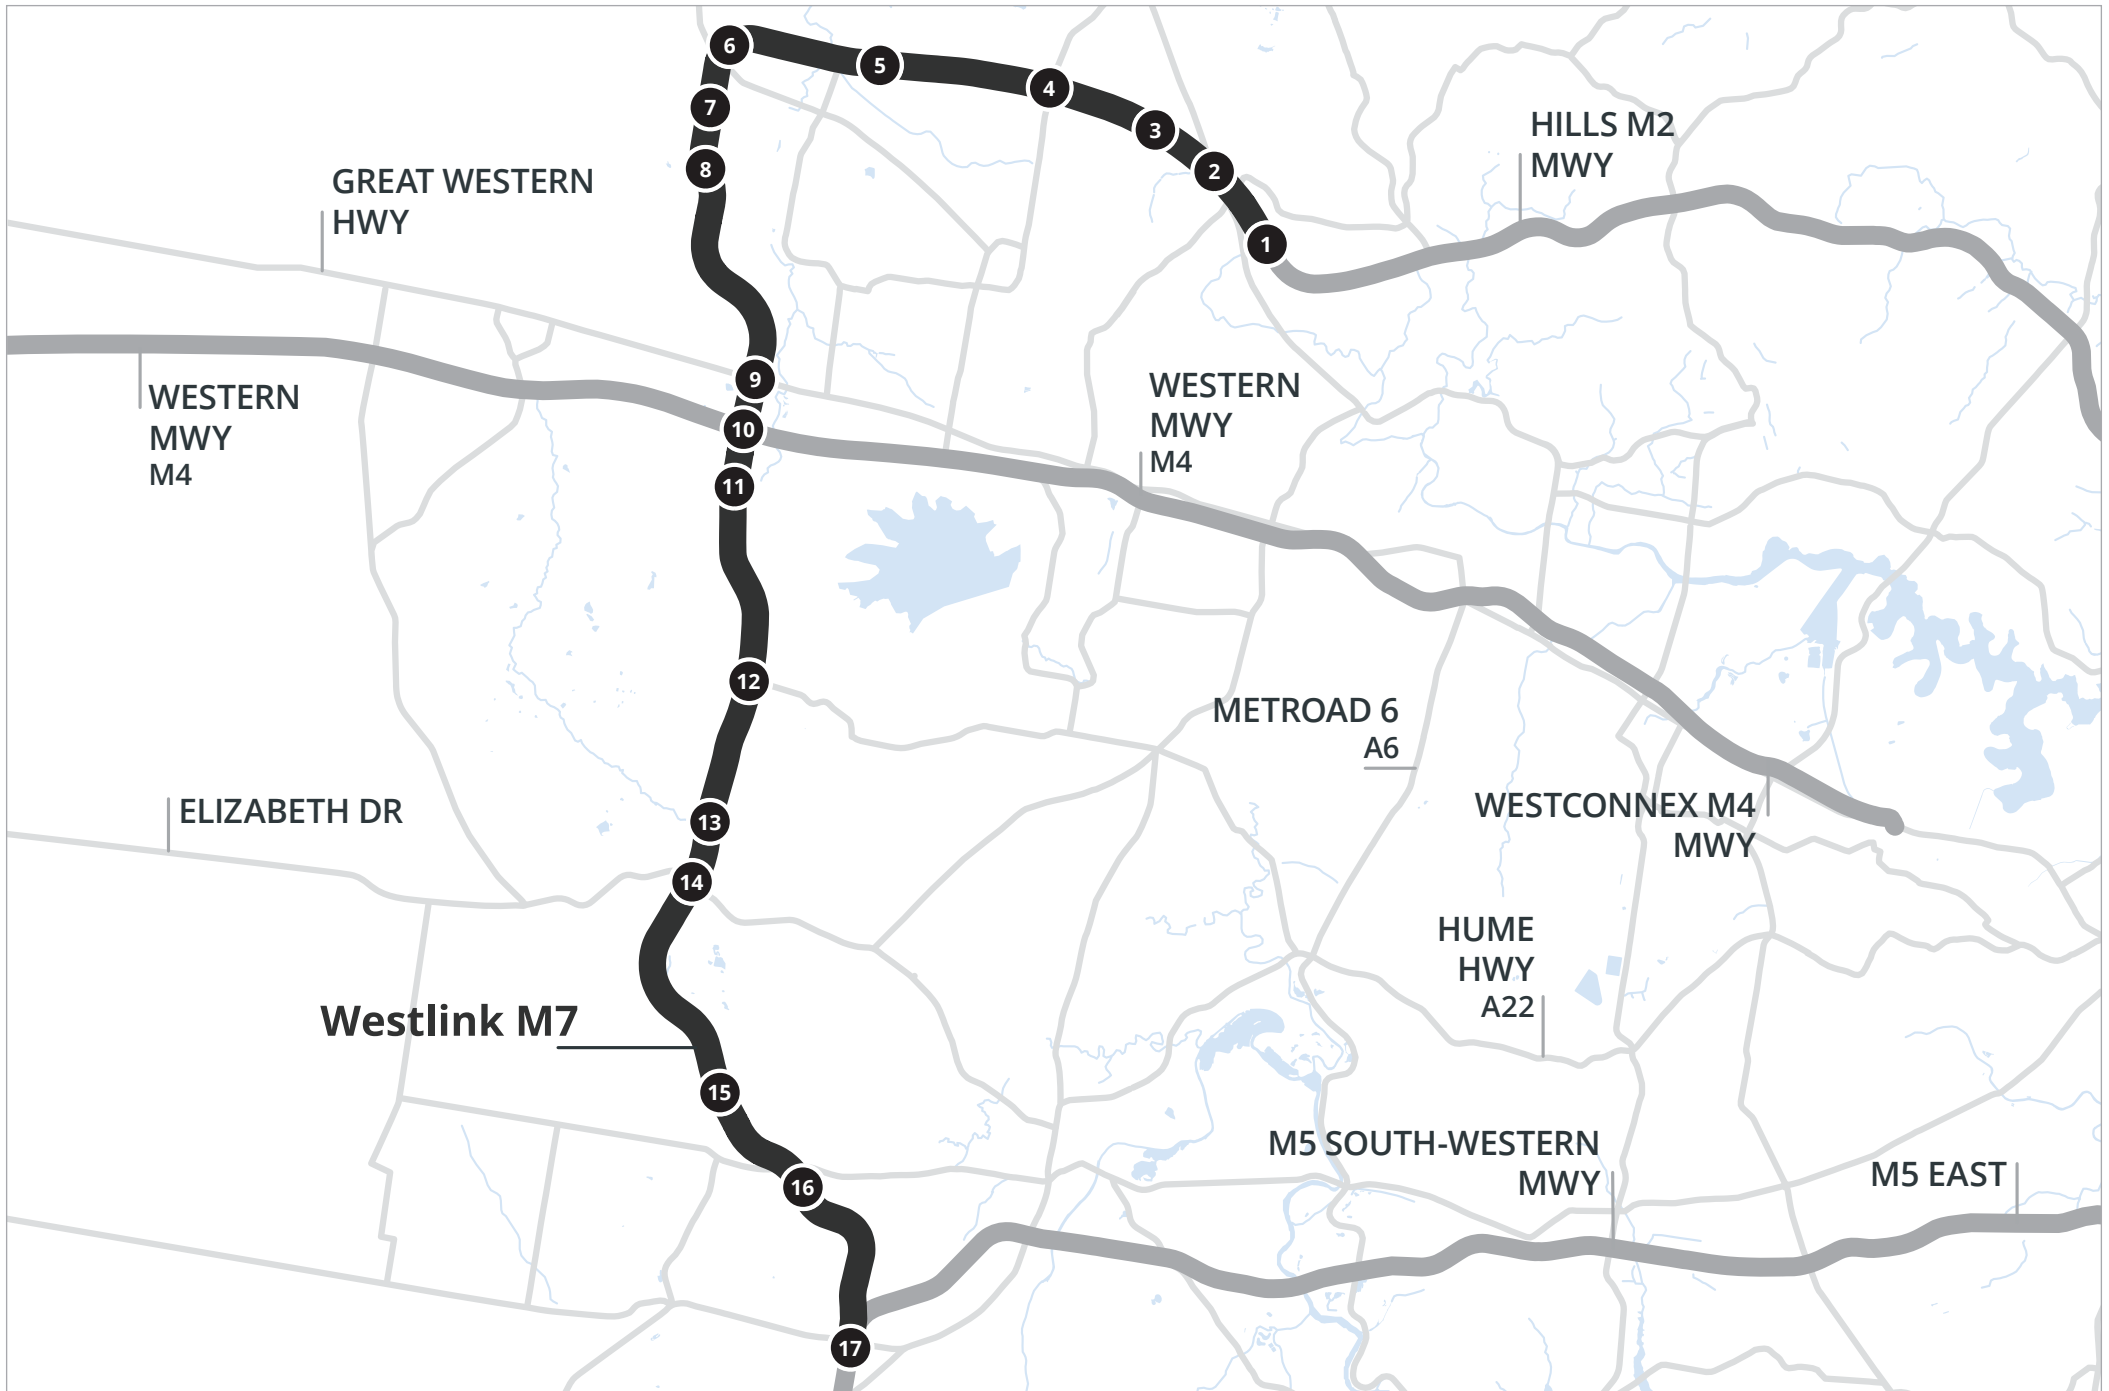 6
5
4
7
3
HILLS M2
MWY
8
2
GREAT WESTERN
HWY
1
9
WESTERN
MWY
M4
WESTERN
MWY
M4
10
11
12
METROAD 6
A6
ELIZABETH DR
13
WESTCONNEX M4
MWY
14
HUME
HWY
A22
Westlink M7
15
M5 SOUTH-WESTERN
MWY
M5 EAST
16
17